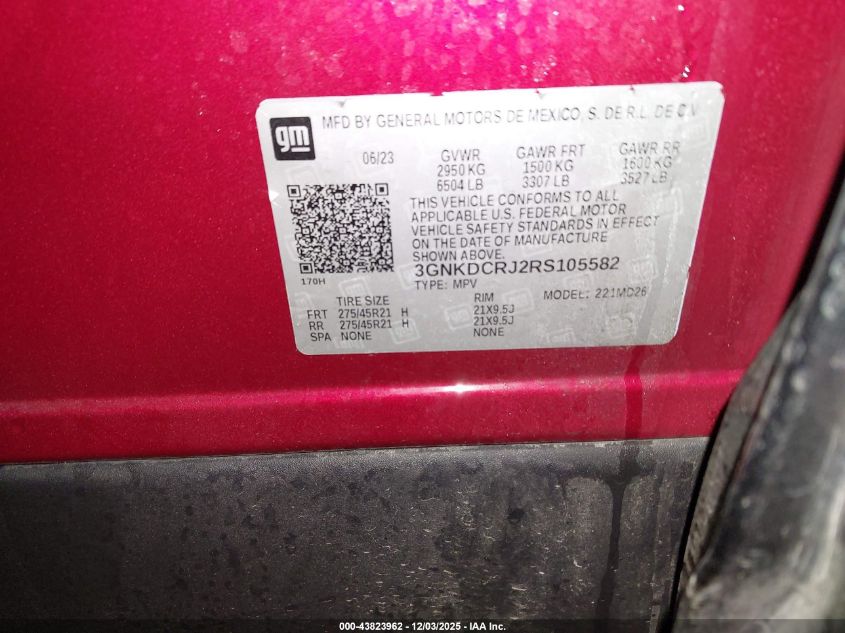 gm
MFD BY GENERAL MOTORS DE MEXICO, S. DE R.L. DE C.V
06/23 GVWR GAWR FRT GAWR RR
2950 KG 1500 KG 1600 KG
6504 LB 3307 LB 3527 LB
THIS VEHICLE CONFORMS TO ALL
APPLICABLE U.S. FEDERAL MOTOR
VEHICLE SAFETY STANDARDS IN EFFECT
ON THE DATE OF MANUFACTURE
SHOWN ABOVE.
3GNKDCRJ2RS105582
170H
TYPE: MPV MODEL: 221MC26
TIRE SIZE RIM
FRT 275/45R21 H 21X9.5J
RR 275/45R21 H 21X9.5J
SPA NONE NONE
000-43823962 - 12/03/2025 - IAA Inc.